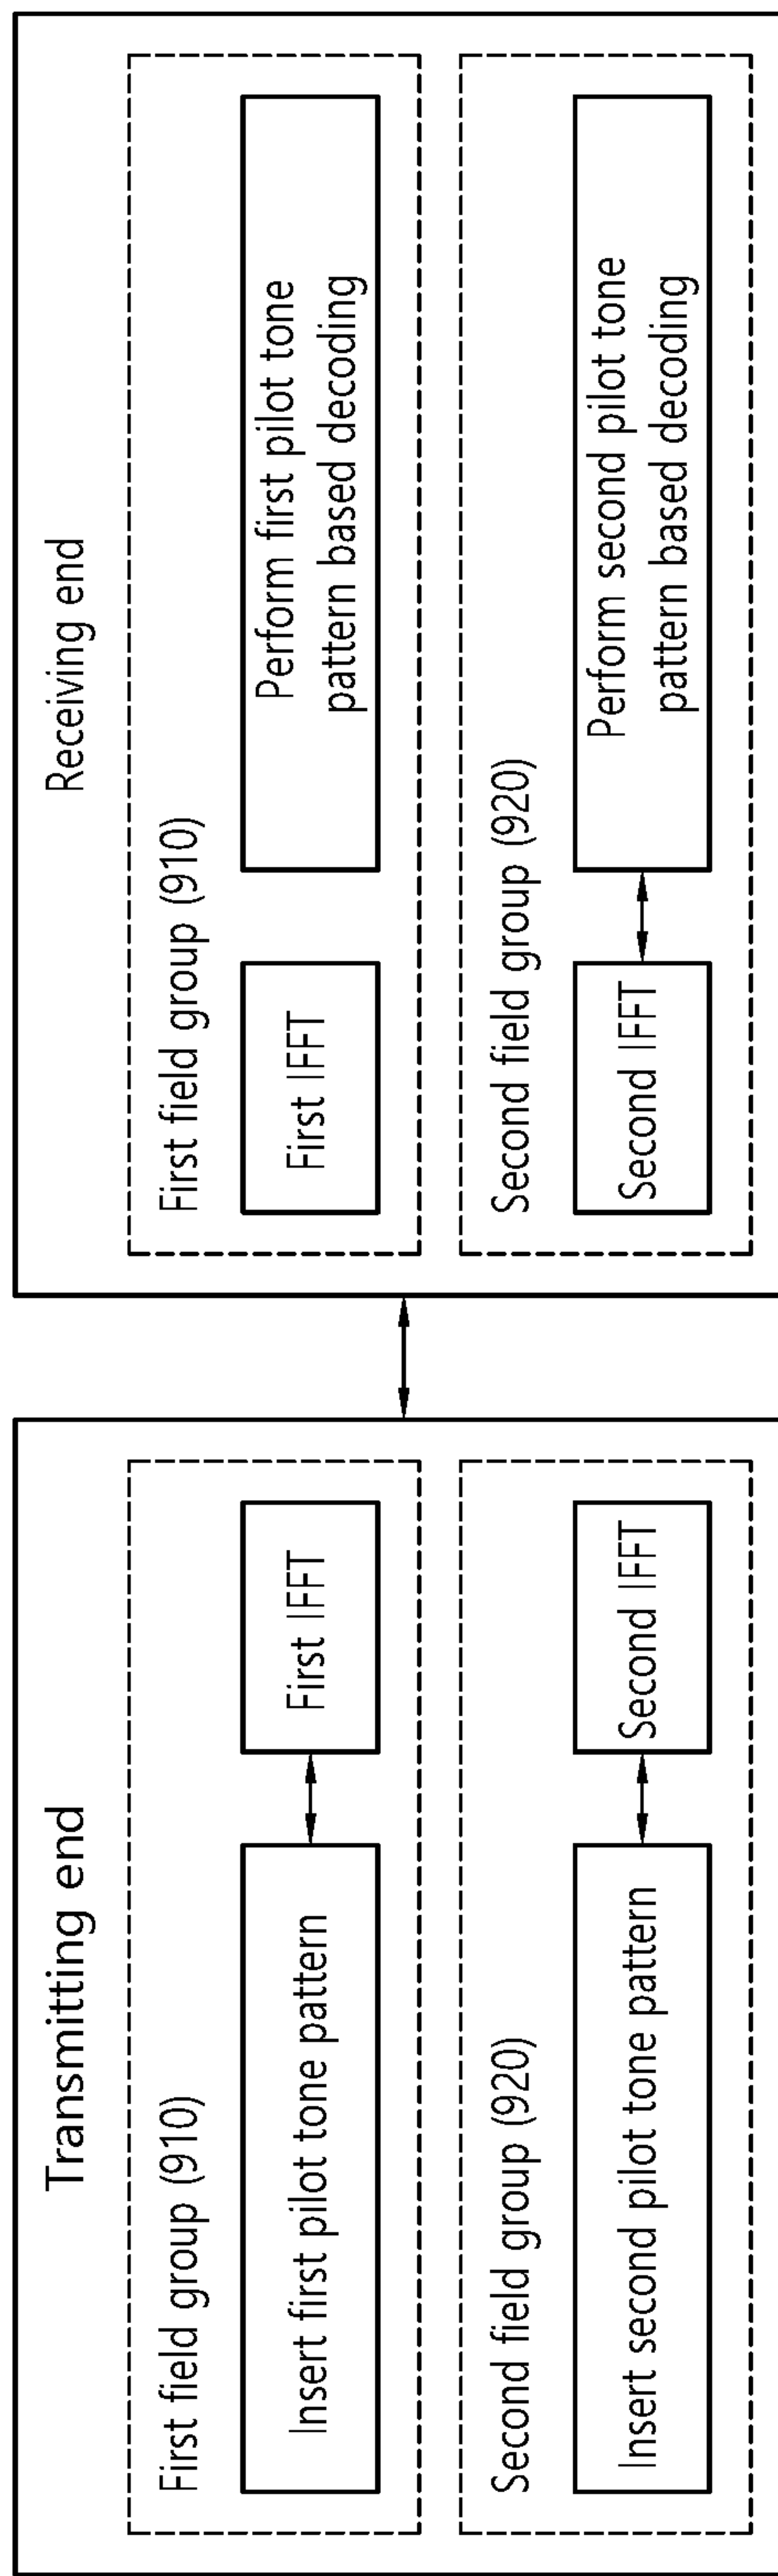 Transmitting end
First field group (910)
Insert first pilot tone pattern
First IFFT
Second field group (920)
Insert second pilot tone pattern
Second IFFT
Receiving end
First field group (910)
First IFFT
Perform first pilot tone
pattern based decoding
Second field group (920)
Second IFFT
Perform second pilot tone
pattern based decoding